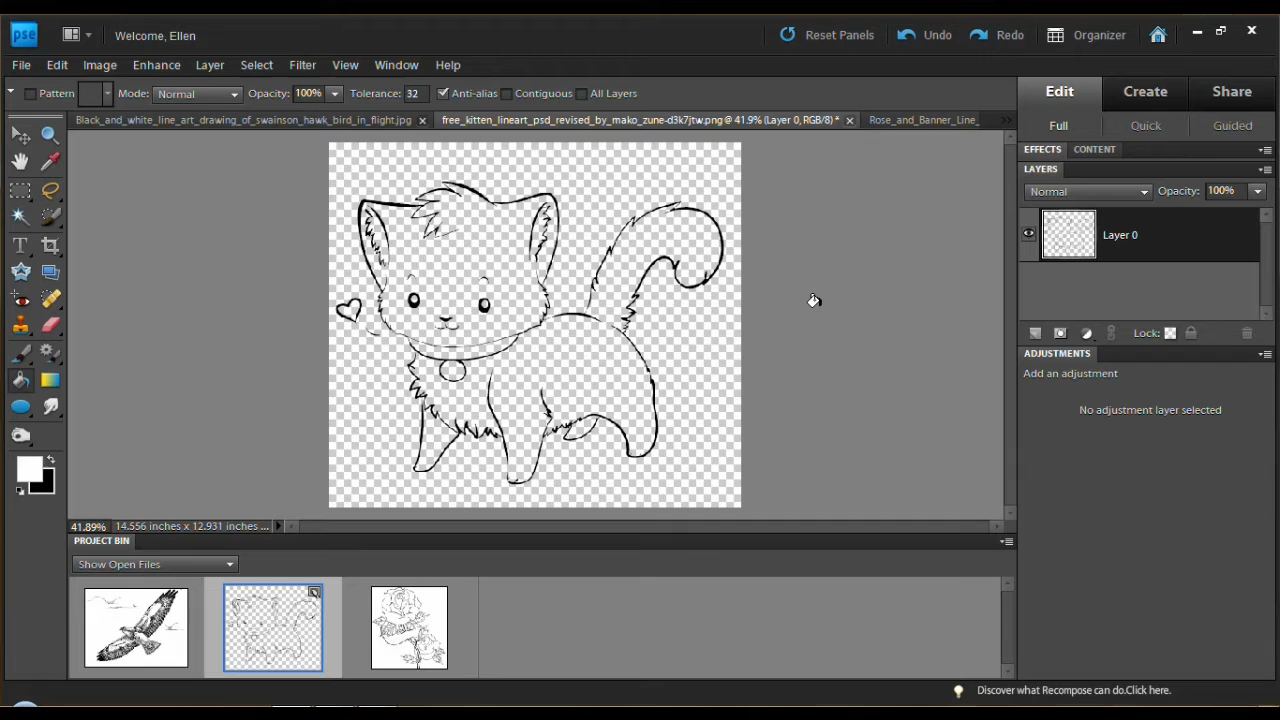 pse Welcome, Ellen Reset Panels Undo Redo Organizer
File Edit Image Enhance Layer Select Filter View Window Help
Pattern Mode: Normal Opacity: 100% Tolerance: 32 Anti-alias Contiguous All Layers
Edit Create Share
Black_and_white_line_art_drawing_of_swainson_hawk_bird_in_flight.jpg free_kitten_lineart_psd_revised_by_mako_zune-d3k7jtw.png @ 41.9% (Layer 0, RGB/8) * Rose_and_Banner_Line_
Full Quick Guided
EFFECTS CONTENT
LAYERS
Normal Opacity: 100%
Layer 0
Lock:
ADJUSTMENTS
Add an adjustment
No adjustment layer selected
41.89% 14.556 inches x 12.931 inches ...
PROJECT BIN
Show Open Files
Discover what Recompose can do.Click here.